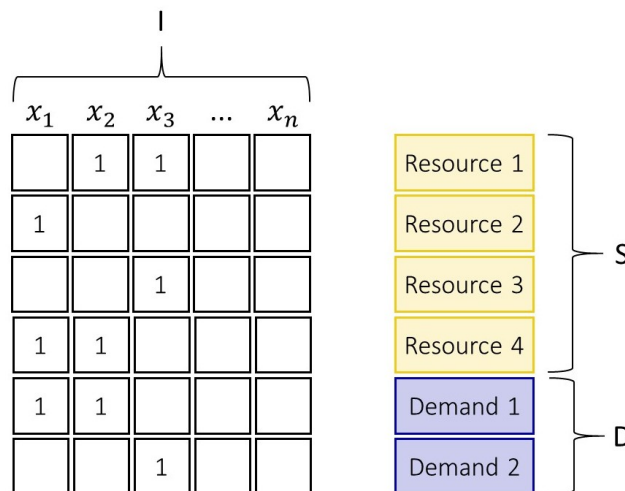 I
x₁ x₂ x₃ ... xₙ
1 1 Resource 1
1 Resource 2
S
1 Resource 3
1 1 Resource 4
1 1 Demand 1
D
1 Demand 2